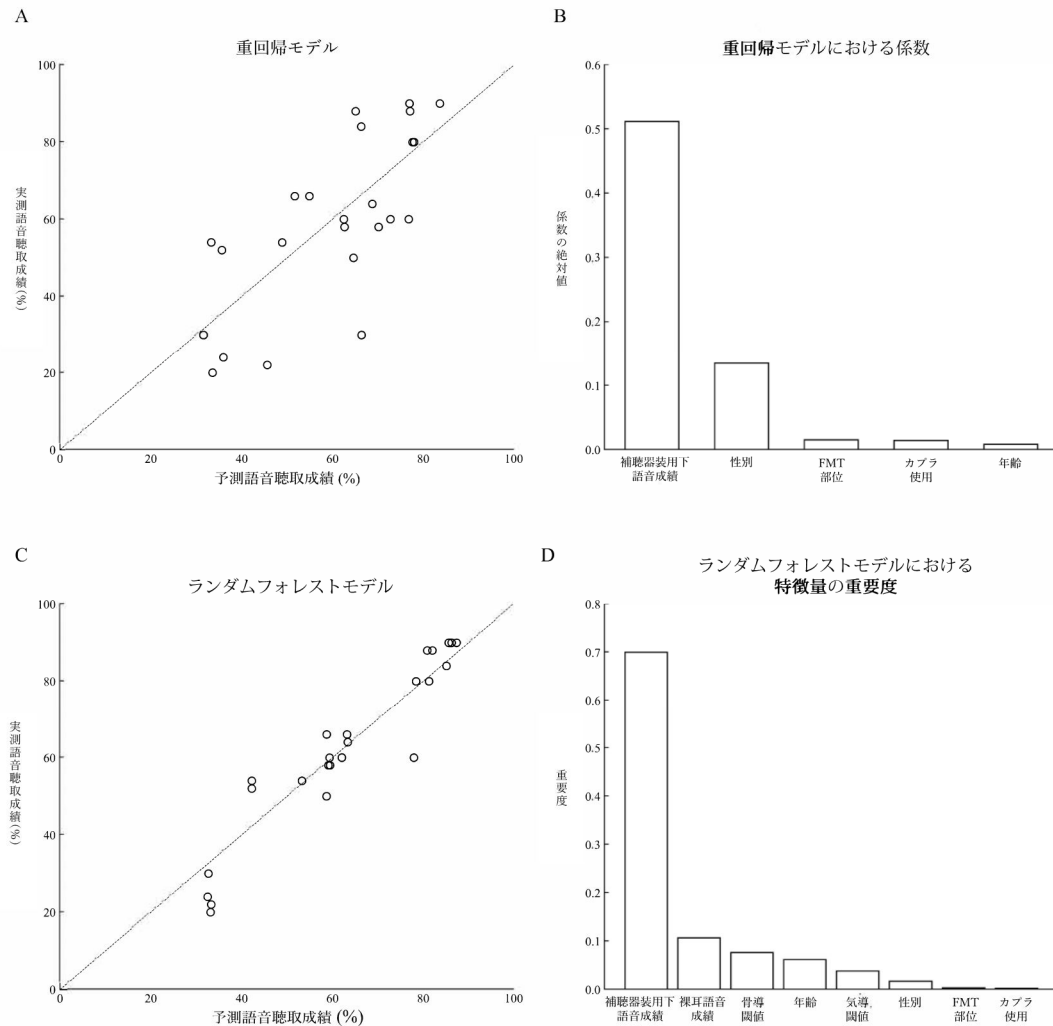 A
重回帰モデル
100
80
60
40
20
0
0
20
40
60
80
100
実測語音聴取成績 (%)
予測語音聴取成績 (%)
B
重回帰モデルにおける係数
0.6
0.5
0.4
0.3
0.2
0.1
0.0
係数の絶対値
補聴器装用下
語音成績
性別
FMT
部位
カプラ
使用
年齢
C
ランダムフォレストモデル
100
80
60
40
20
0
0
20
40
60
80
100
実測語音聴取成績 (%)
予測語音聴取成績 (%)
D
ランダムフォレストモデルにおける
特徴量の重要度
0.8
0.7
0.6
0.5
0.4
0.3
0.2
0.1
0.0
重要度
補聴器装用下
語音成績
裸耳語音
成績
骨導
閾値
年齢
気導
閾値
性別
FMT
部位
カプラ
使用